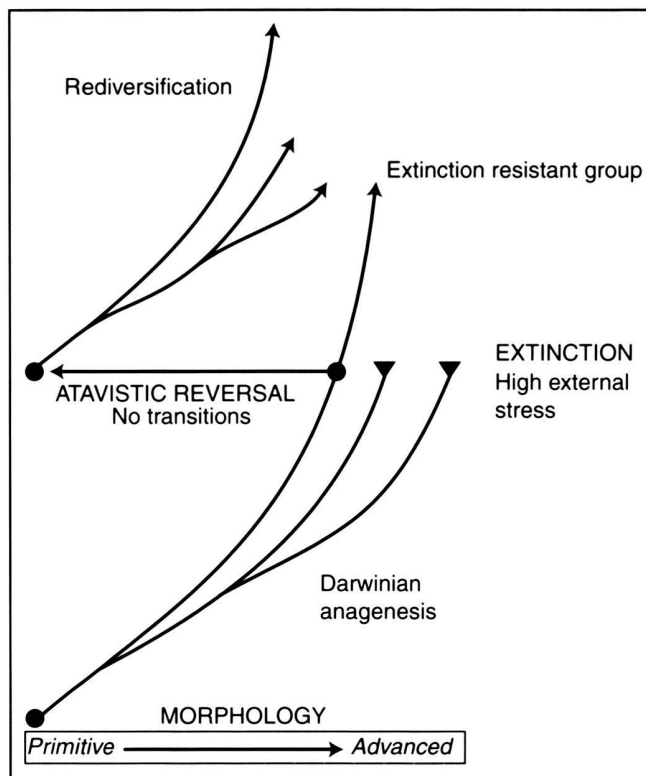 Rediversification
Extinction resistant group
EXTINCTION
High external
stress
ATAVISTIC REVERSAL
No transitions
Darwinian
anagenesis
MORPHOLOGY
Primitive
Advanced